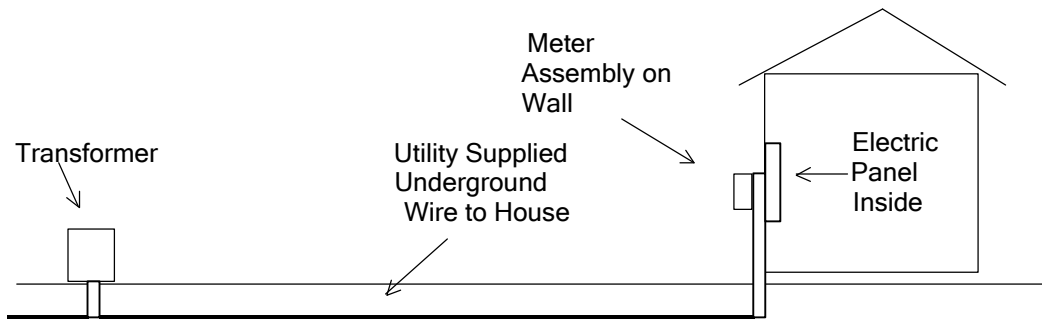 Transformer
Utility Supplied
Underground
Wire to House
Meter
Assembly on
Wall
Electric
Panel
Inside